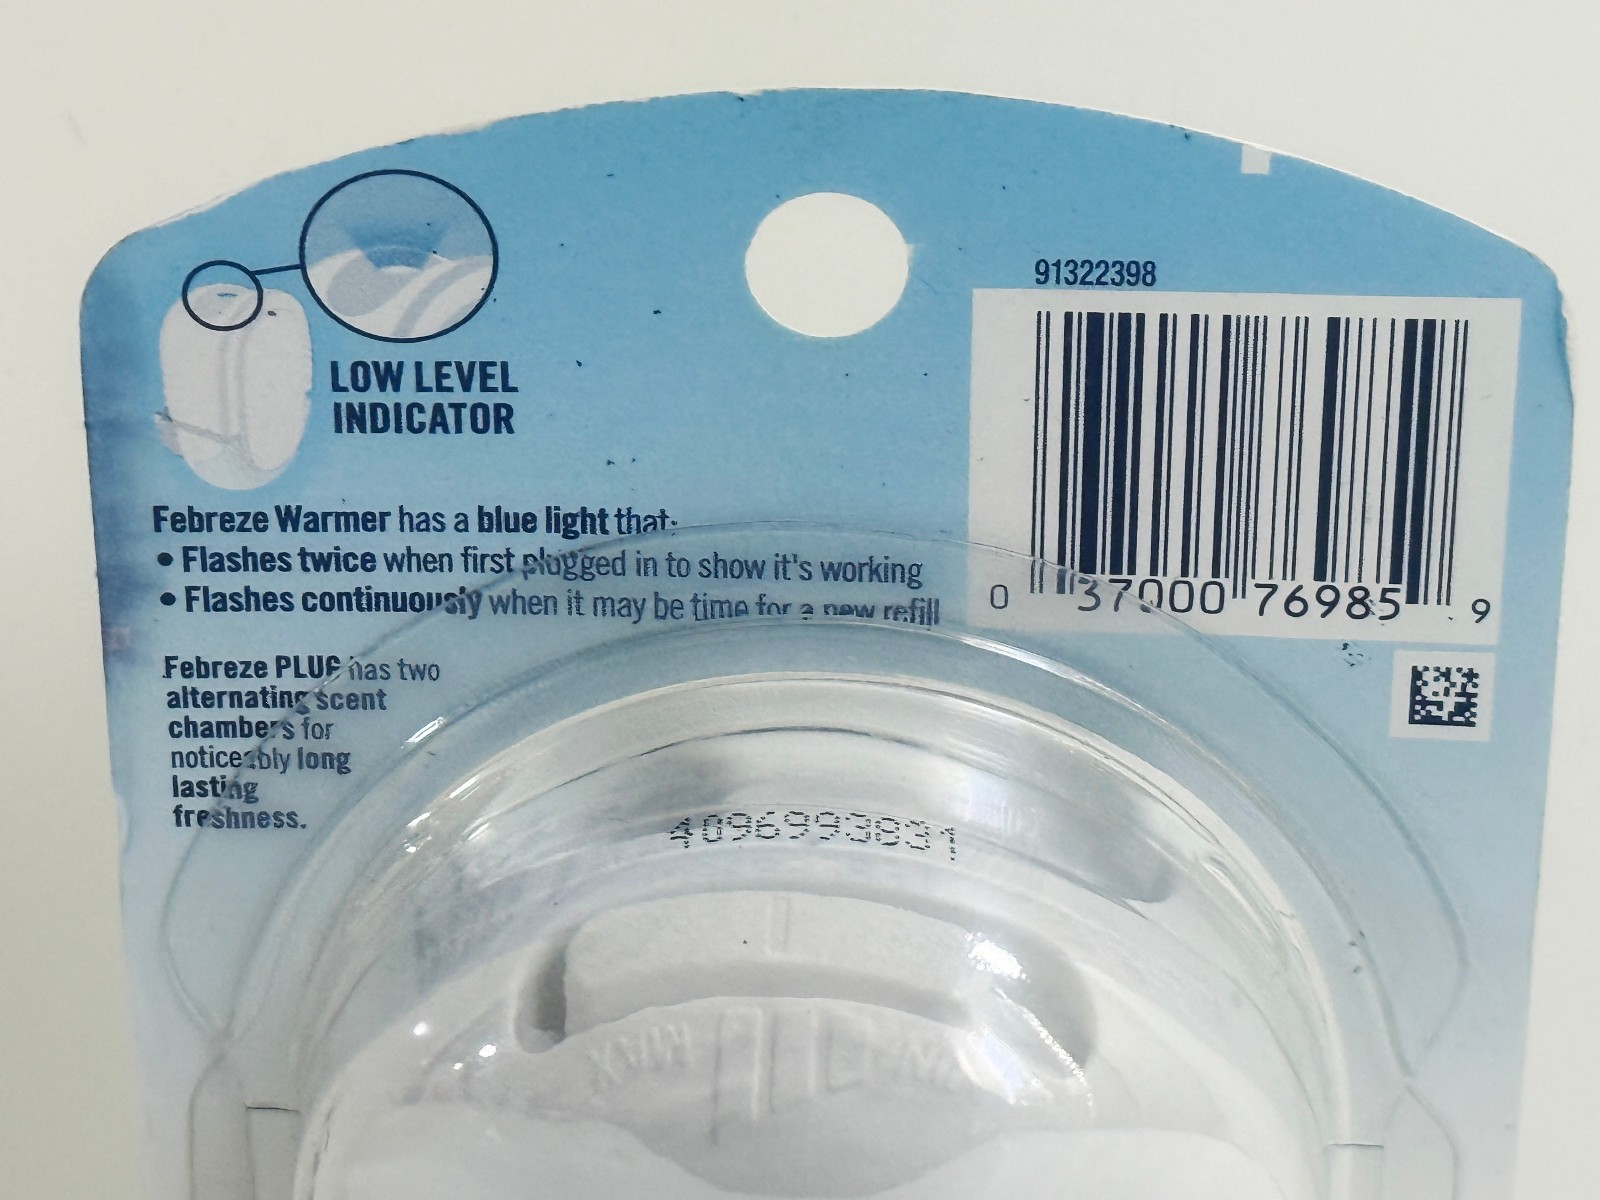 91322398
LOW LEVEL
INDICATOR
Febreze Warmer has a blue light that:
• Flashes twice when first plugged in to show it's working
• Flashes continuously when it may be time for a new refill
0 37000 76985 9
Febreze PLUG has two
alternating scent
chambers for
noticeably long
lasting
freshness.
MAX